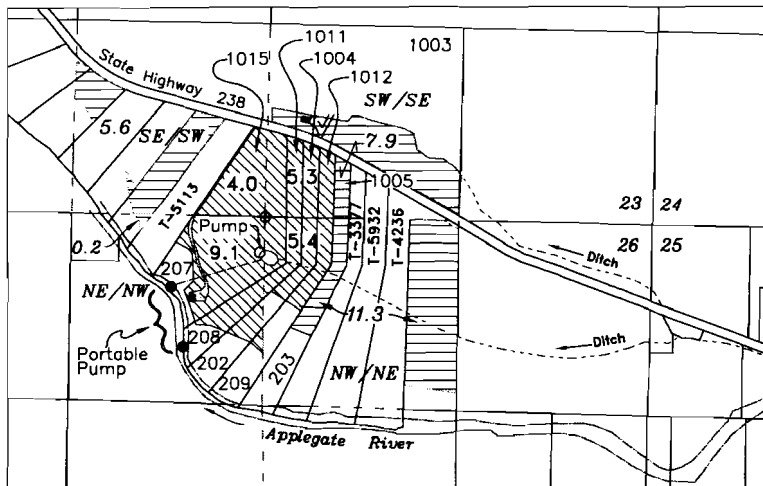 1011
1003
1015
1004
1012
State Highway
238
SW/SE
5.6
SE/SW
7.9
4.0
5.3
1005
T-5113
23 24
T-3377
T-5932
T-4236
0.2
Pump
5.4
26 25
9.1
Ditch
207
NE/NW
11.3
208
Ditch
Portable
Pump
202
203
NW/NE
209
Applegate River